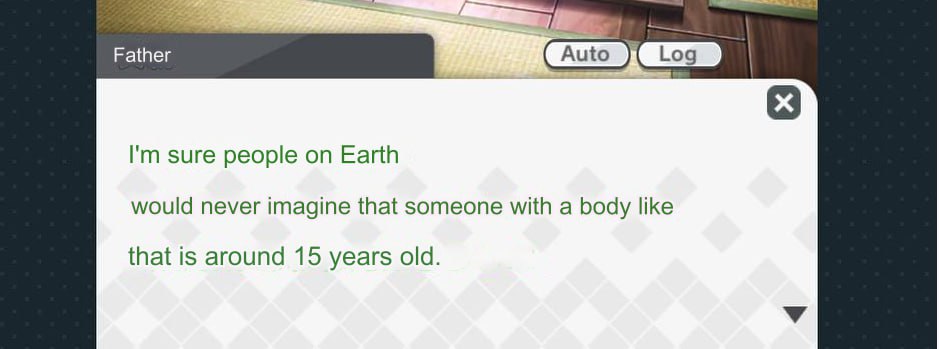 Father
Auto
Log
I'm sure people on Earth
would never imagine that someone with a body like
that is around 15 years old.